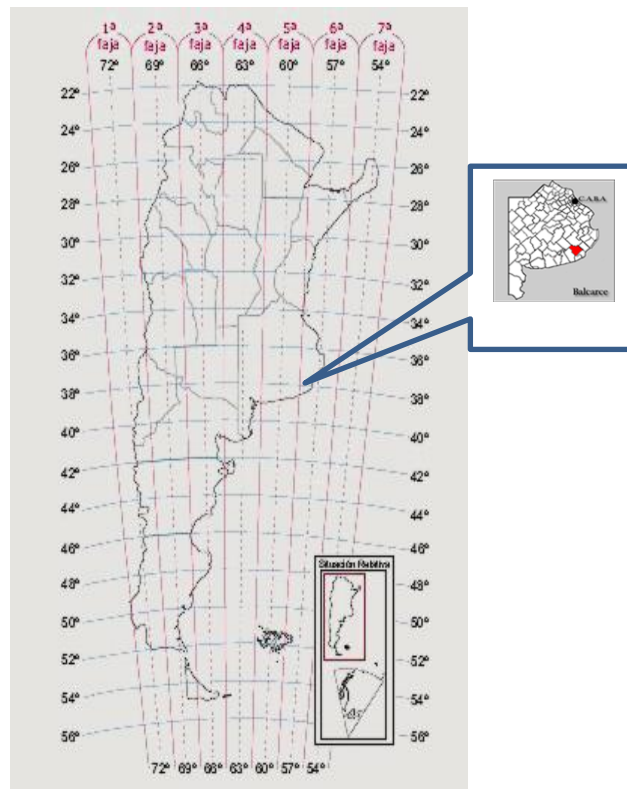 1ª 2ª 3ª 4ª 5ª 6ª 7ª
faja faja faja faja faja faja faja
72º 69º 66º 63º 60º 57º 54º
22º 22º
24º 24º
26º 26º
28º 28º
30º 30º
32º 32º
34º 34º
36º 36º
38º 38º
40º 40º
42º 42º
44º 44º
46º 46º
48º 48º
50º 50º
52º 52º
54º 54º
56º 56º
72º 69º 66º 63º 60º 57º 54º
Situación Relativa
C.A.B.A.
Balcarce